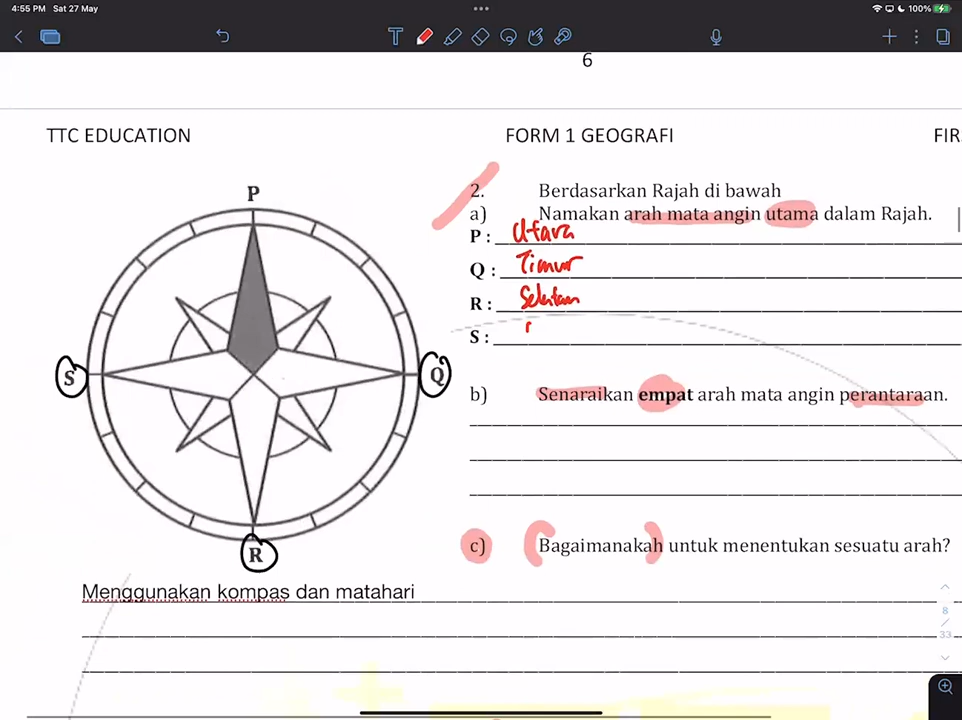 4:55 PM Sat 27 May
100%
6
TTC EDUCATION
FORM 1 GEOGRAFI
FIR
P
S
Q
R
2. Berdasarkan Rajah di bawah
a) Namakan arah mata angin utama dalam Rajah.
P : Utara
Q : Timur
R : Selatan
S :
b) Senaraikan empat arah mata angin perantaraan.
c) Bagaimanakah untuk menentukan sesuatu arah?
Menggunakan kompas dan matahari
8
/
33